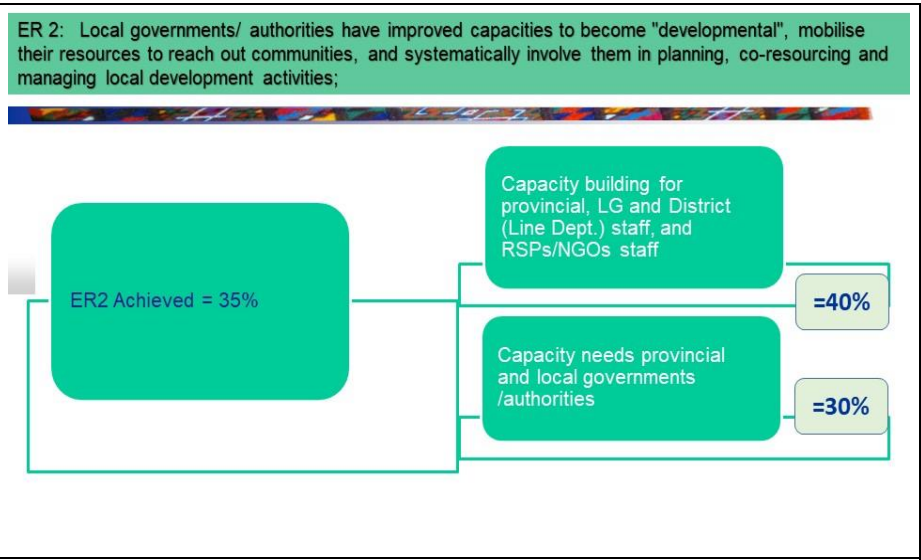 ER 2: Local governments/ authorities have improved capacities to become "developmental", mobilise
their resources to reach out communities, and systematically involve them in planning, co-resourcing and
managing local development activities;
ER2 Achieved = 35%
Capacity building for
provincial, LG and District
(Line Dept.) staff, and
RSPs/NGOs staff
=40%
Capacity needs provincial
and local governments
/authorities
=30%